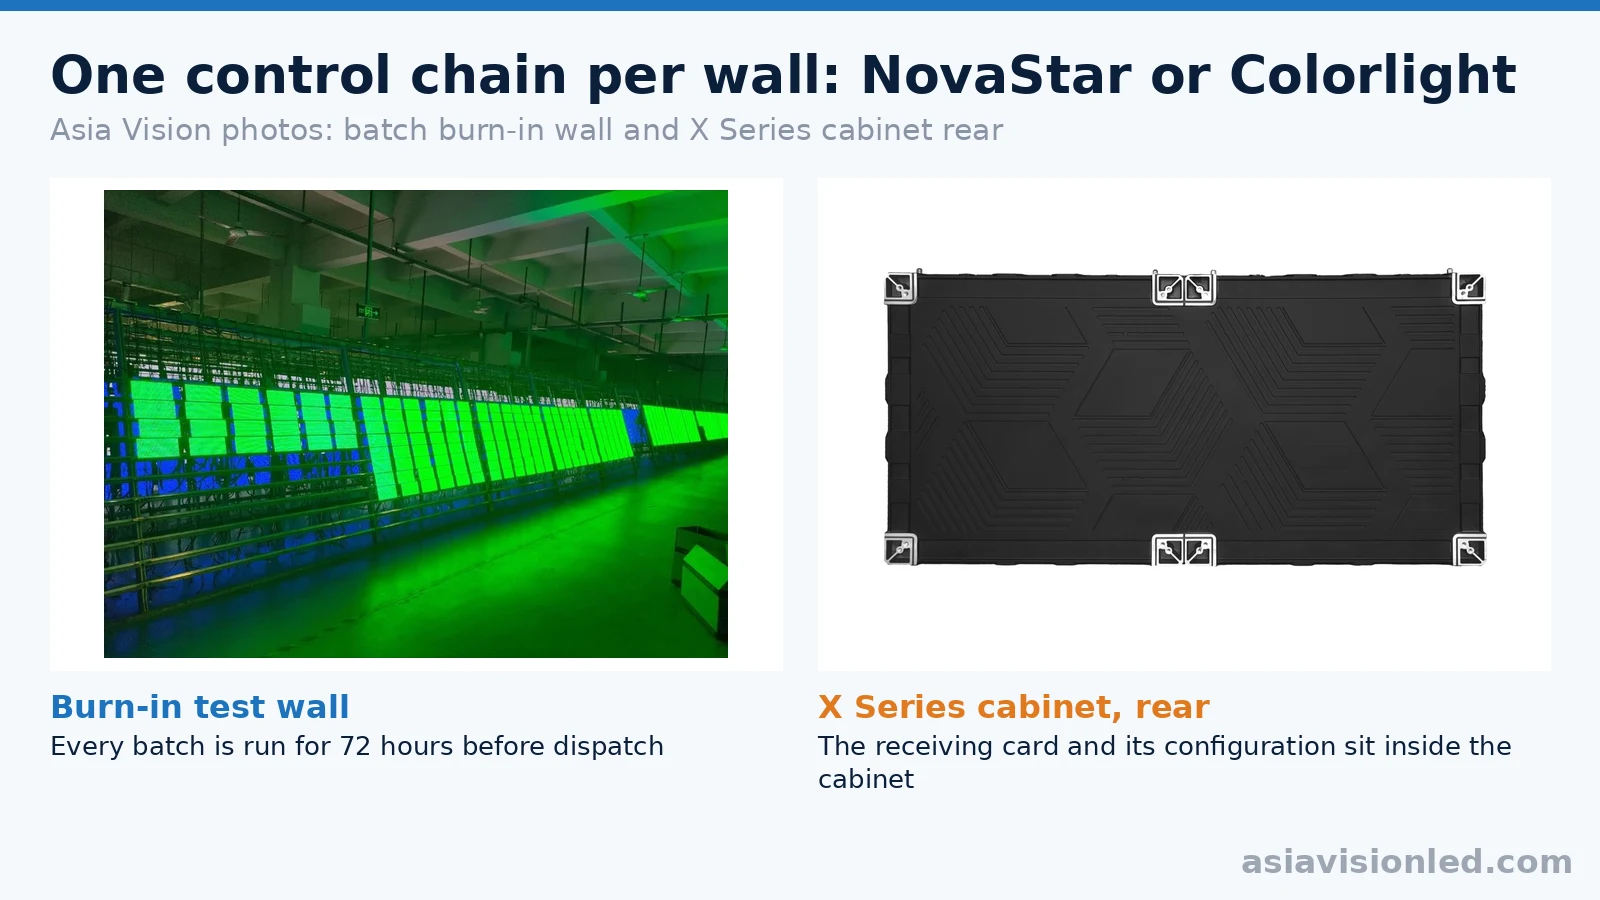 One control chain per wall: NovaStar or Colorlight
Asia Vision photos: batch burn-in wall and X Series cabinet rear
Burn-in test wall
Every batch is run for 72 hours before dispatch
X Series cabinet, rear
The receiving card and its configuration sit inside the
cabinet
asiavisionled.com